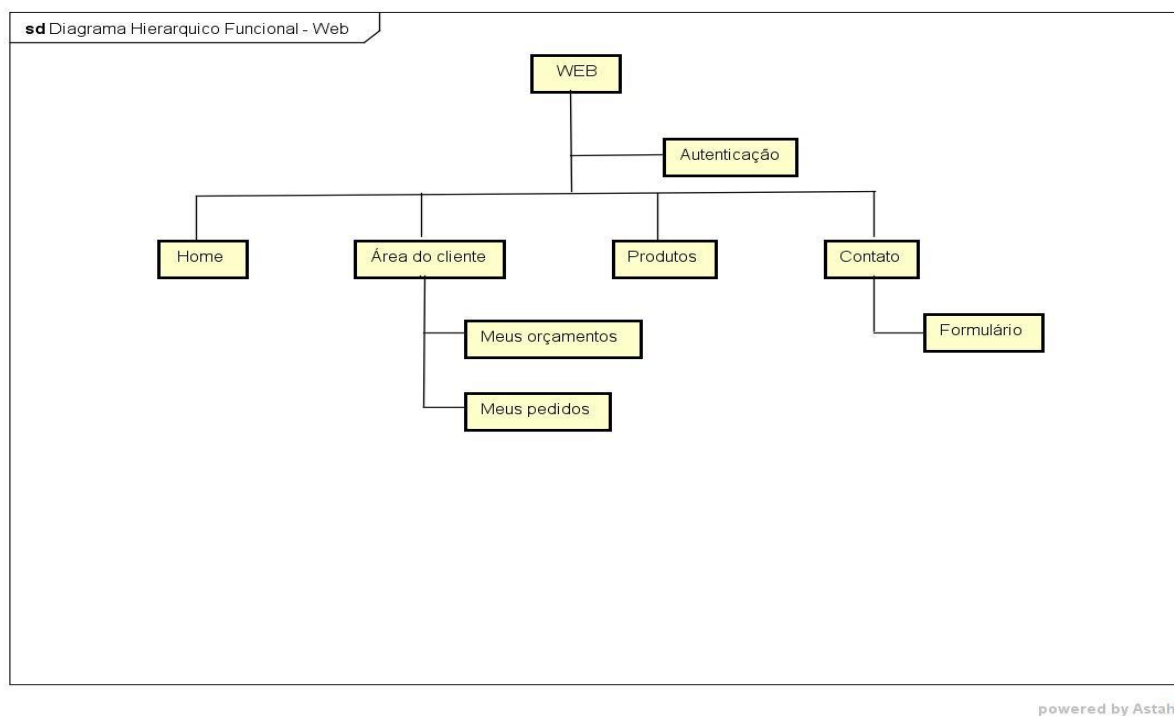 sd Diagrama Hierarquico Funcional - Web
WEB
Autenticação
Home
Área do cliente
Produtos
Contato
Formulário
Meus orçamentos
Meus pedidos
powered by Astah